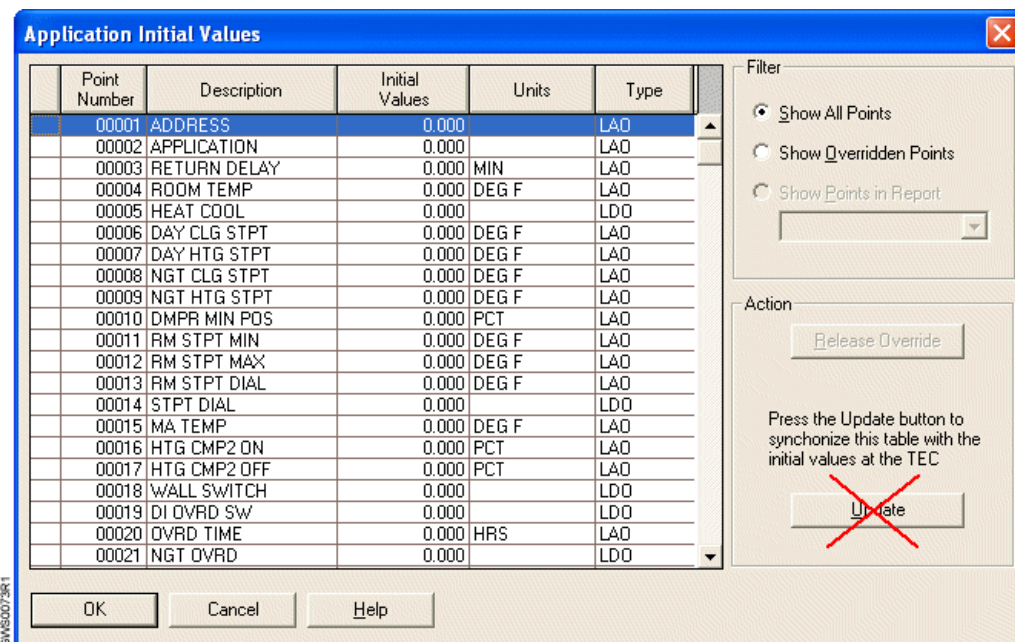 Application Initial Values
Point Number Description Initial Values Units Type
00001 ADDRESS 0.000 LAO
00002 APPLICATION 0.000 LAO
00003 RETURN DELAY 0.000 MIN LAO
00004 ROOM TEMP 0.000 DEG F LAO
00005 HEAT COOL 0.000 LDO
00006 DAY CLG STPT 0.000 DEG F LAO
00007 DAY HTG STPT 0.000 DEG F LAO
00008 NGT CLG STPT 0.000 DEG F LAO
00009 NGT HTG STPT 0.000 DEG F LAO
00010 DMPR MIN POS 0.000 PCT LAO
00011 RM STPT MIN 0.000 DEG F LAO
00012 RM STPT MAX 0.000 DEG F LAO
00013 RM STPT DIAL 0.000 DEG F LAO
00014 STPT DIAL 0.000 LDO
00015 MA TEMP 0.000 DEG F LAO
00016 HTG CMP2 ON 0.000 PCT LAO
00017 HTG CMP2 OFF 0.000 PCT LAO
00018 WALL SWITCH 0.000 LDO
00019 DI OVRD SW 0.000 LDO
00020 OVRD TIME 0.000 HRS LAO
00021 NGT OVRD 0.000 LDO
Filter
Show All Points
Show Overridden Points
Show Points in Report
Action
Release Override
Press the Update button to
synchonize this table with the
initial values at the TEC
Update
OK Cancel Help
GWS0073R1